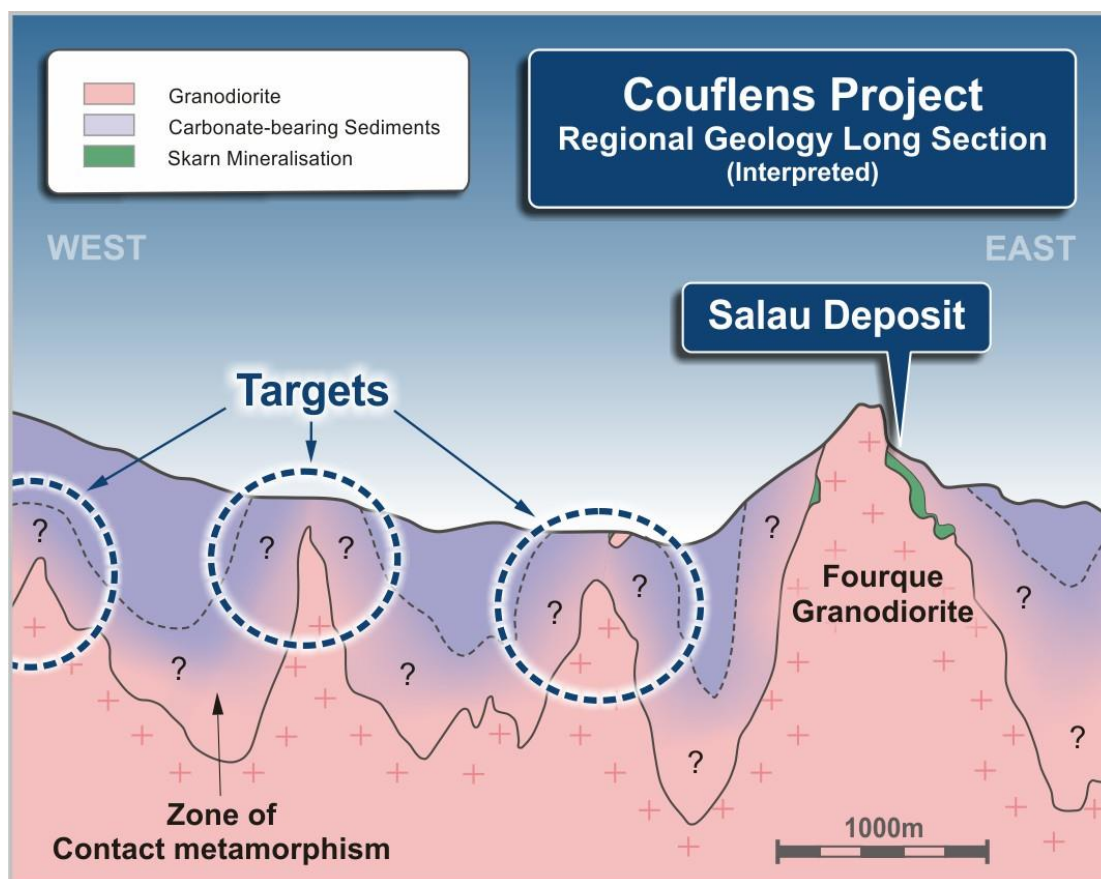 Granodiorite
Carbonate-bearing Sediments
Skarn Mineralisation
Couflens Project
Regional Geology Long Section
(Interpreted)
WEST
EAST
Salau Deposit
Targets
?
?
?
?
?
?
?
?
?
?
?
?
Fourque
Granodiorite
Zone of
Contact metamorphism
1000m